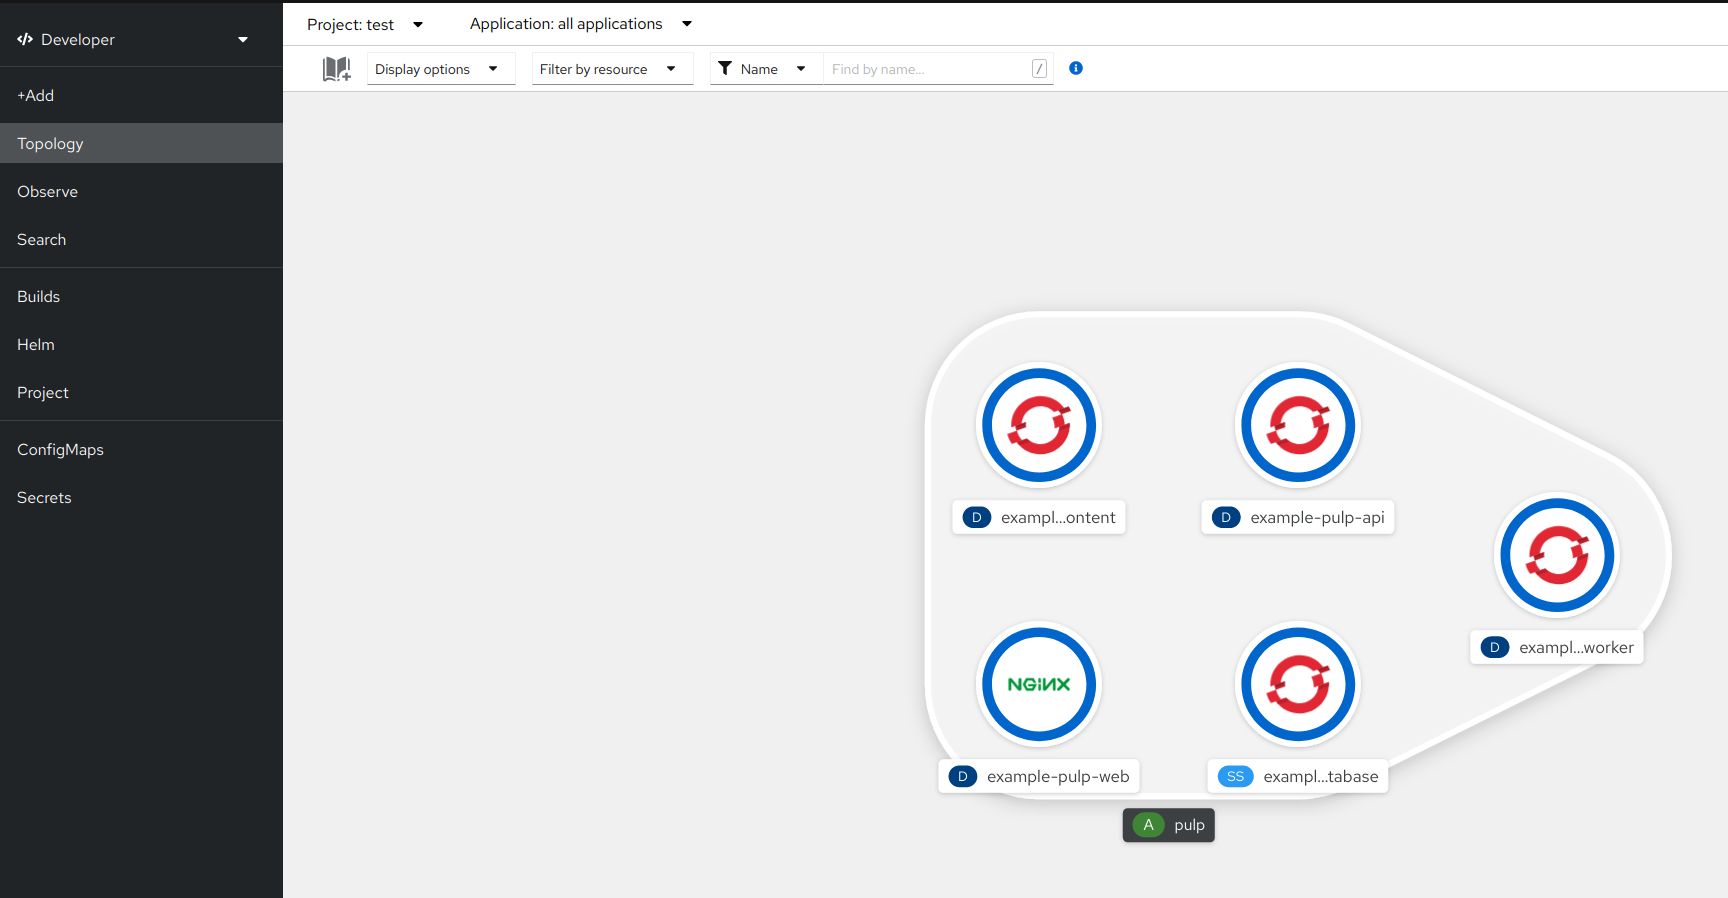 Developer
+Add
Topology
Observe
Search
Builds
Helm
Project
ConfigMaps
Secrets
Project: test
Application: all applications
Display options
Filter by resource
Name
Find by name...
/
D exampl...ontent
D example-pulp-api
D exampl...worker
NGINX
D example-pulp-web
SS exampl...tabase
A pulp